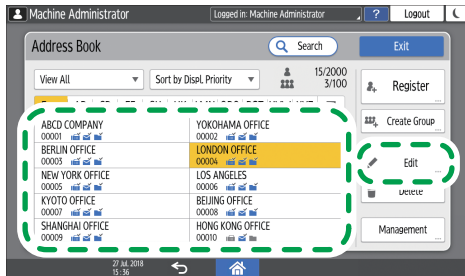 Machine Administrator
Logged in: Machine Administrator
?
Logout
Address Book
Search
Exit
View All
Sort by Displ. Priority
15/2000
3/100
Register
Create Group
ABCD COMPANY
00001
YOKOHAMA OFFICE
00002
BERLIN OFFICE
00003
LONDON OFFICE
00004
Edit
NEW YORK OFFICE
00005
LOS ANGELES
00006
Delete
KYOTO OFFICE
00007
BEIJING OFFICE
00008
SHANGHAI OFFICE
00009
HONG KONG OFFICE
00010
Management
27 Jul. 2018
15:36